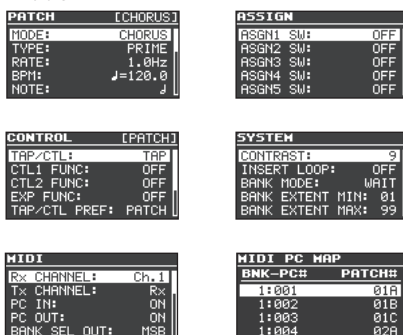 PATCH [CHORUS]
MODE: CHORUS
TYPE: PRIME
RATE: 1.0Hz
BPM: ♩=120.0
NOTE: ♩
ASSIGN
ASGN1 SW: OFF
ASGN2 SW: OFF
ASGN3 SW: OFF
ASGN4 SW: OFF
ASGN5 SW: OFF
CONTROL [PATCH]
TAP/CTL: TAP
CTL1 FUNC: OFF
CTL2 FUNC: OFF
EXP FUNC: OFF
TAP/CTL PREF: PATCH
SYSTEM
CONTRAST: 9
INSERT LOOP: OFF
BANK MODE: WAIT
BANK EXTENT MIN: 01
BANK EXTENT MAX: 99
MIDI
Rx CHANNEL: Ch.1
Tx CHANNEL: Rx
PC IN: ON
PC OUT: ON
BANK SEL OUT: MSB
MIDI PC MAP
BNK-PC# PATCH#
1:001 01A
1:002 01B
1:003 01C
1:004 02A